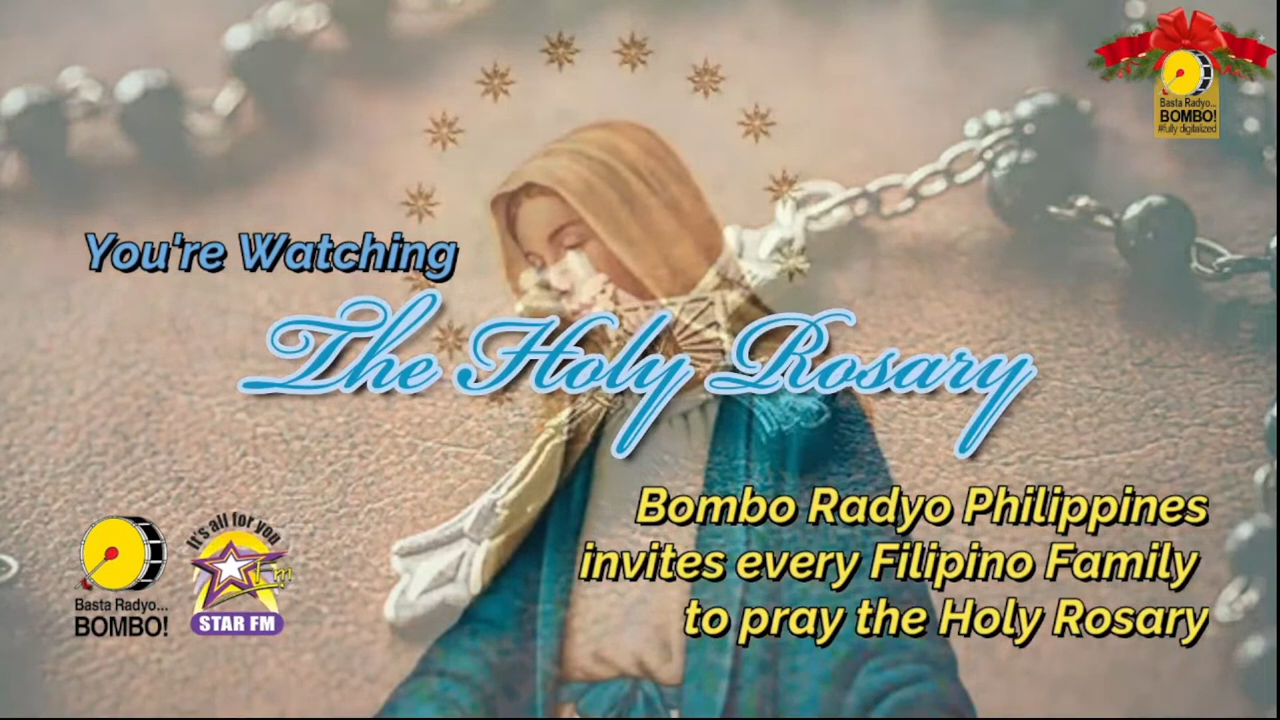 Basta Radyo...
BOMBO!
#fully digitalized
You're Watching
The Holy Rosary
Bombo Radyo Philippines
invites every Filipino Family
to pray the Holy Rosary
Basta Radyo...
BOMBO!
It's all for you
fm
STAR FM